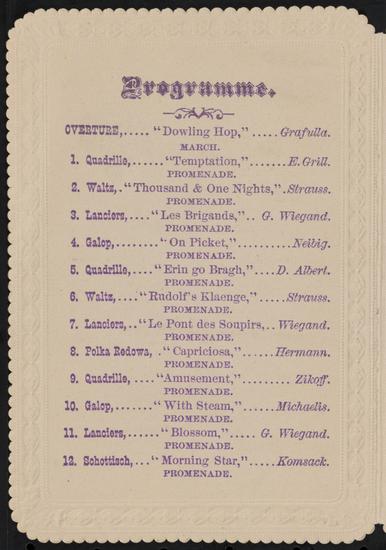 Programme.
OVERTURE,..... "Dowling Hop," ..... Grafulla.
MARCH.
1. Quadrille,......"Temptation,".......E. Grill.
PROMENADE.
2. Waltz,."Thousand & One Nights,".Strauss.
PROMENADE.
3. Lanciers,...."Les Brigands,".. G. Wiegand.
PROMENADE.
4. Galop,........"On Picket,"..........Neibig.
PROMENADE.
5. Quadrille,...."Erin go Bragh,"....D. Albert.
PROMENADE.
6. Waltz,...."Rudolf's Klaenge,".....Strauss.
PROMENADE.
7. Lanciers,.."Le Pont des Soupirs,..Wiegand.
PROMENADE.
8. Polka Redowa, ."Capriciosa,"......Hermann.
PROMENADE.
9. Quadrille, ...."Amusement,"......... Zikoff.
PROMENADE.
10. Galop,......."With Steam,".....Michaelis.
PROMENADE.
11. Lanciers,......"Blossom,"..... G. Wiegand.
PROMENADE.
12. Schottisch,..."Morning Star,".....Komsack.
PROMENADE.